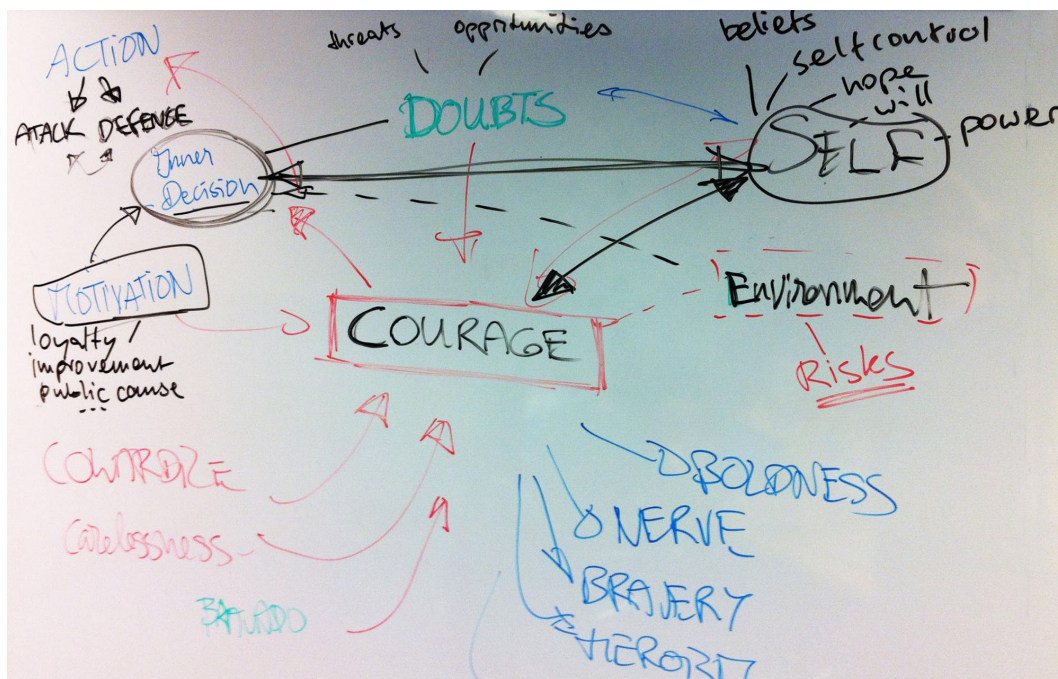 ACTION
threats
opportunities
beliefs
selfcontrol
hope
will
power
ATACK DEFENSE
DOUBTS
SELF
Inner
Decision
MOTIVATION
loyalty
improvement
public cause
Environment
Risks
COURAGE
COWARDIZE
carelessness
BOLDNESS
NERVE
BRAVERY